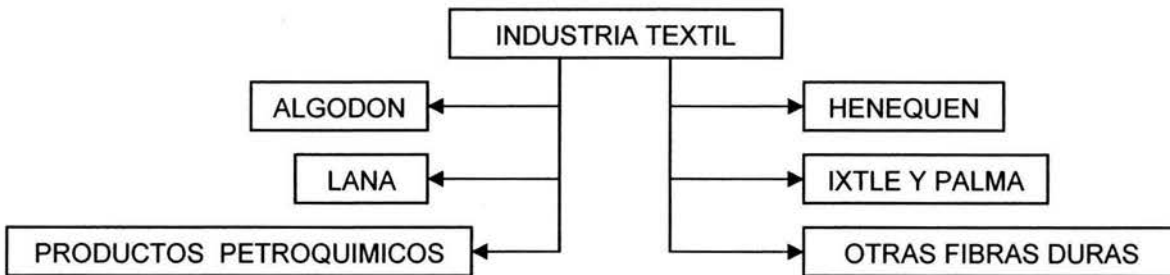 INDUSTRIA TEXTIL
ALGODON
HENEQUEN
LANA
IXTLE Y PALMA
PRODUCTOS PETROQUIMICOS
OTRAS FIBRAS DURAS